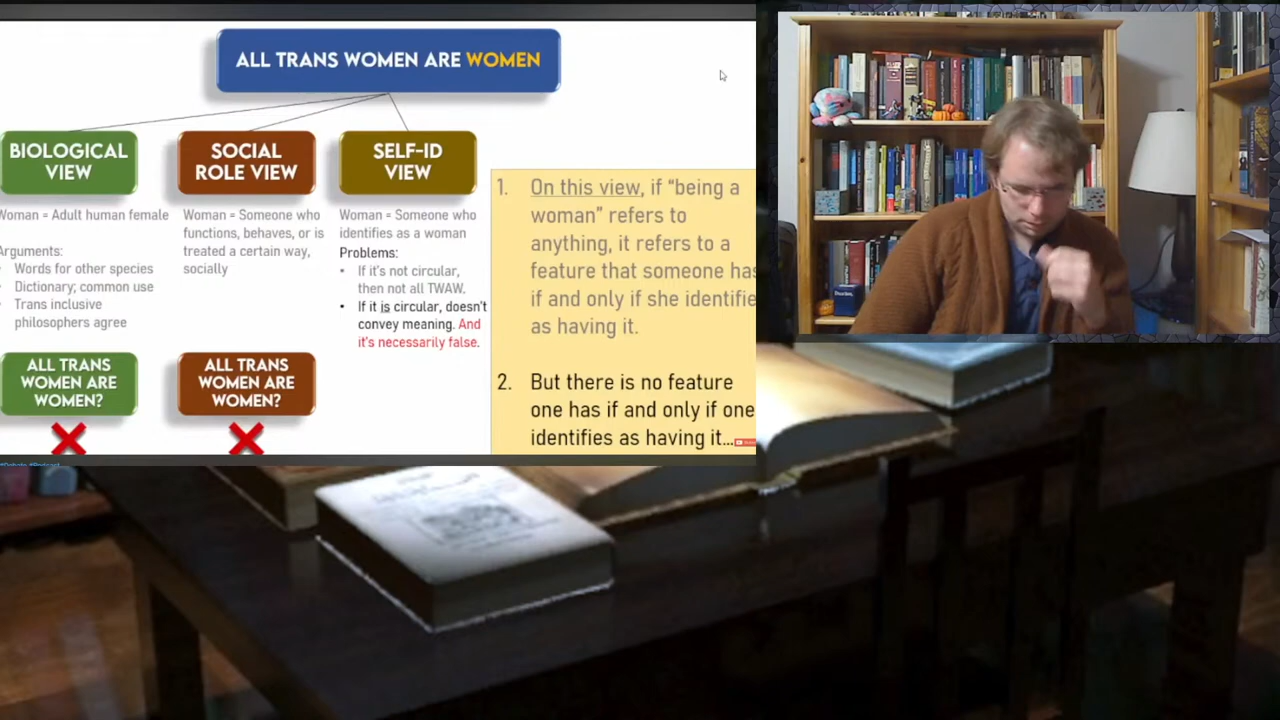 ALL TRANS WOMEN ARE WOMEN
BIOLOGICAL
VIEW
Woman = Adult human female
Arguments:
Words for other species
Dictionary; common use
Trans inclusive
philosophers agree
ALL TRANS
WOMEN ARE
WOMEN?
SOCIAL
ROLE VIEW
Woman = Someone who
functions, behaves, or is
treated a certain way,
socially
ALL TRANS
WOMEN ARE
WOMEN?
SELF-ID
VIEW
Woman = Someone who
identifies as a woman
Problems:
• If it's not circular,
then not all TWAW.
• If it is circular, doesn't
convey meaning. And
it's necessarily false.
1. On this view, if "being a
woman" refers to
anything, it refers to a
feature that someone has
if and only if she identifie
as having it.
2. But there is no feature
one has if and only if one
identifies as having it...